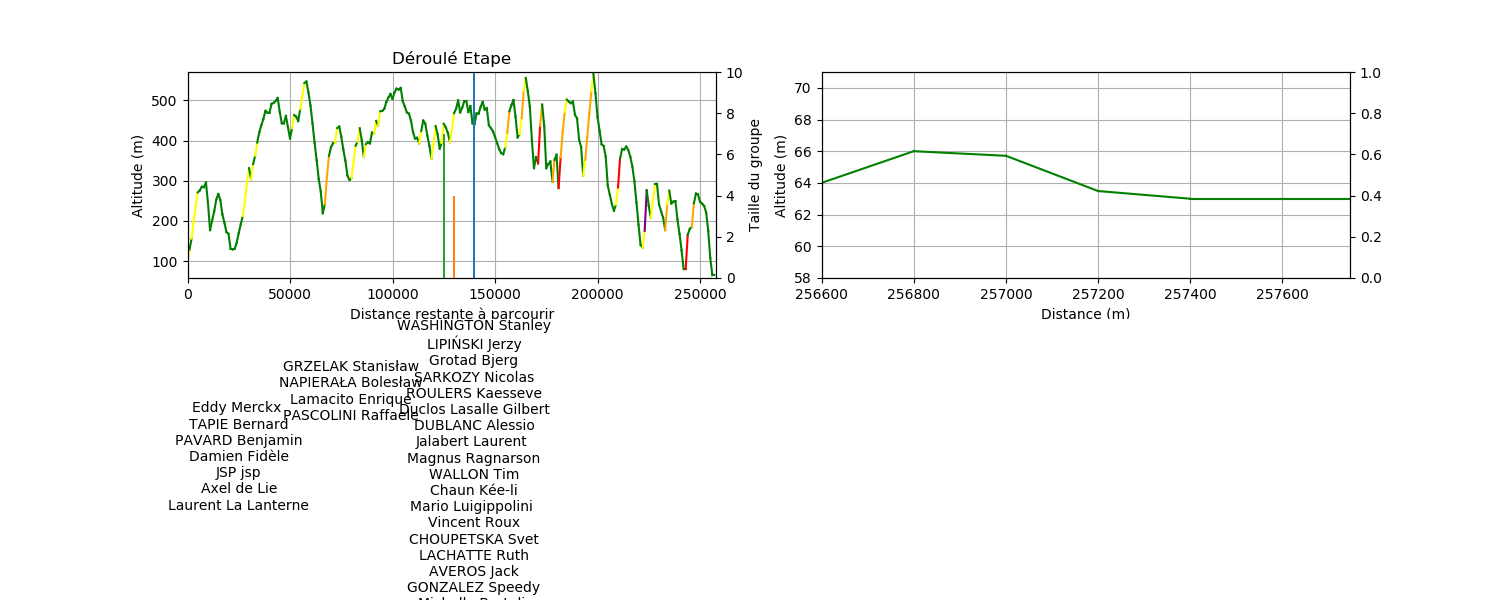 Déroulé Etape
Altitude (m)
500
400
300
200
100
10
8
6
4
2
0
Taille du groupe
0
50000
100000
150000
200000
250000
Distance restante à parcourir
Altitude (m)
70
68
66
64
62
60
58
1.0
0.8
0.6
0.4
0.2
0.0
256600
256800
257000
257200
257400
257600
Distance (m)
Eddy Merckx
TAPIE Bernard
PAVARD Benjamin
Damien Fidèle
JSP jsp
Axel de Lie
Laurent La Lanterne
GRZELAK Stanisław
NAPIERAŁA Bolesław
Lamacito Enrique
PASCOLINI Raffaele
WASHINGTON Stanley
LIPIŃSKI Jerzy
Grotad Bjerg
SARKOZY Nicolas
ROULERS Kaesseve
Duclos Lasalle Gilbert
DUBLANC Alessio
Jalabert Laurent
Magnus Ragnarson
WALLON Tim
Chaun Kée-li
Mario Luigippolini
Vincent Roux
CHOUPETSKA Svet
LACHATTE Ruth
AVEROS Jack
GONZALEZ Speedy